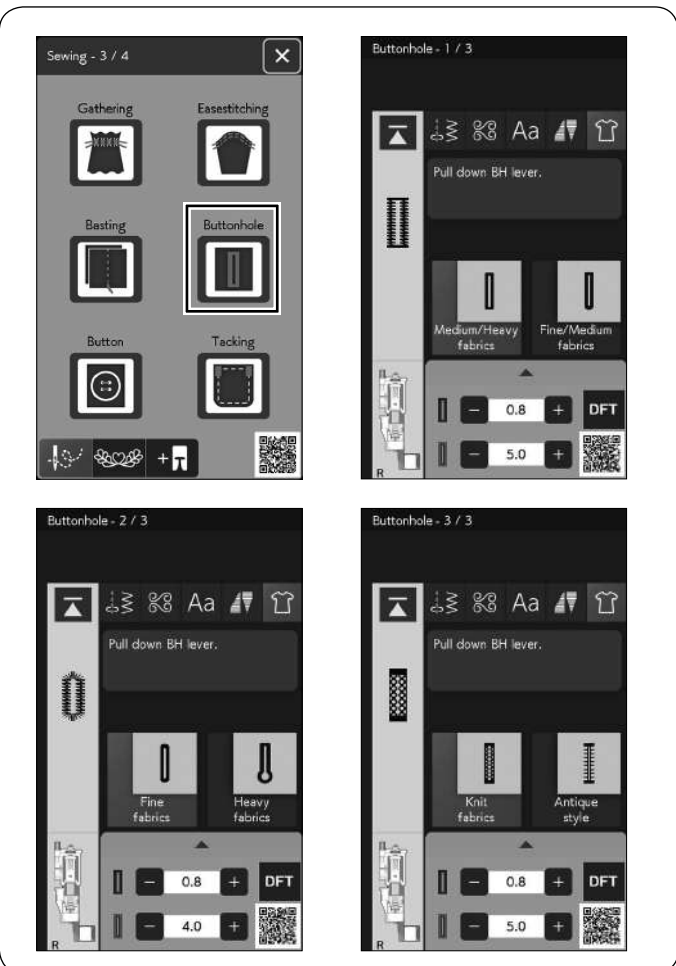 Sewing - 3 / 4
Gathering
Easestitching
Basting
Buttonhole
Button
Tacking
Buttonhole - 1 / 3
Aa
Pull down BH lever.
Medium/Heavy
fabrics
Fine/Medium
fabrics
0.8
DFT
5.0
R
Buttonhole - 2 / 3
Aa
Pull down BH lever.
Fine
fabrics
Heavy
fabrics
0.8
DFT
4.0
R
Buttonhole - 3 / 3
Aa
Pull down BH lever.
Knit
fabrics
Antique
style
0.8
DFT
5.0
R